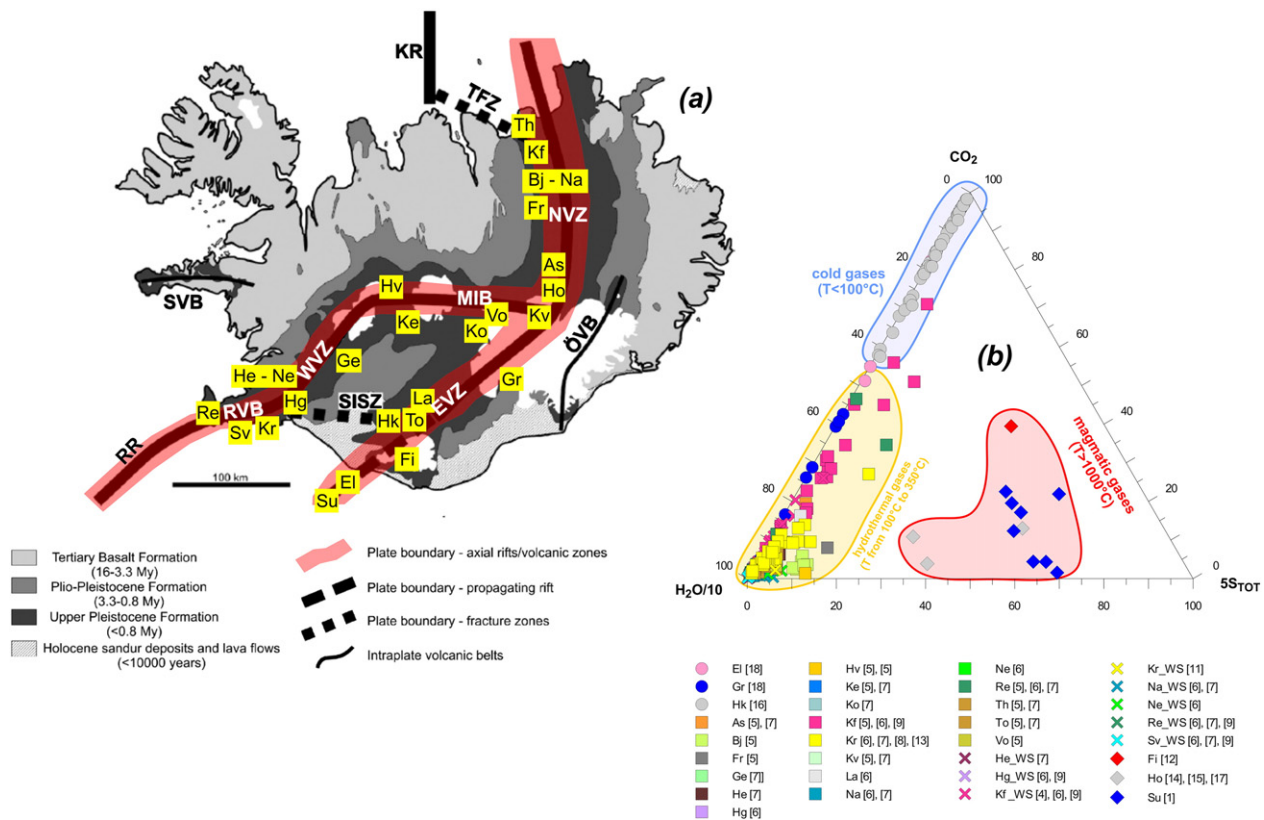 (a)
KR
TFZ
Th
Kf
Bj - Na
Fr
NVZ
As
Ho
Hv
MIB
Vo
Kv
Ke
Ko
SVB
ÖVB
WVZ
Ge
He - Ne
Gr
Hg
SISZ
La
EVZ
Re
RVB
Hk
To
Sv
Kr
RR
Fi
100 km
El
Su
Tertiary Basalt Formation
(16-3.3 My)
Plio-Pleistocene Formation
(3.3-0.8 My)
Upper Pleistocene Formation
(<0.8 My)
Holocene sandur deposits and lava flows
(<10000 years)
Plate boundary - axial rifts/volcanic zones
Plate boundary - propagating rift
Plate boundary - fracture zones
Intraplate volcanic belts
(b)
CO2
0
100
20
80
cold gases
(T<100°C)
40
60
60
40
magmatic gases
(T>1000°C)
80
20
hydrothermal gases
(T from 100°C to 350°C)
100
0
H2O/10
5STOT
0
20
40
60
80
100
El [18]
Gr [18]
Hk [16]
As [5], [7]
Bj [5]
Fr [5]
Ge [7]]
He [7]
Hg [6]
Hv [5], [5]
Ke [5], [7]
Ko [7]
Kf [5], [6], [9]
Kr [6], [7], [8], [13]
Kv [5], [7]
La [6]
Na [6], [7]
Ne [6]
Re [5], [6], [7]
Th [5], [7]
To [5], [7]
Vo [5]
He_WS [7]
Hg_WS [6], [9]
Kf_WS [4], [6], [9]
Kr_WS [11]
Na_WS [6], [7]
Ne_WS [6]
Re_WS [6], [7], [9]
Sv_WS [6], [7], [9]
Fi [12]
Ho [14], [15], [17]
Su [1]